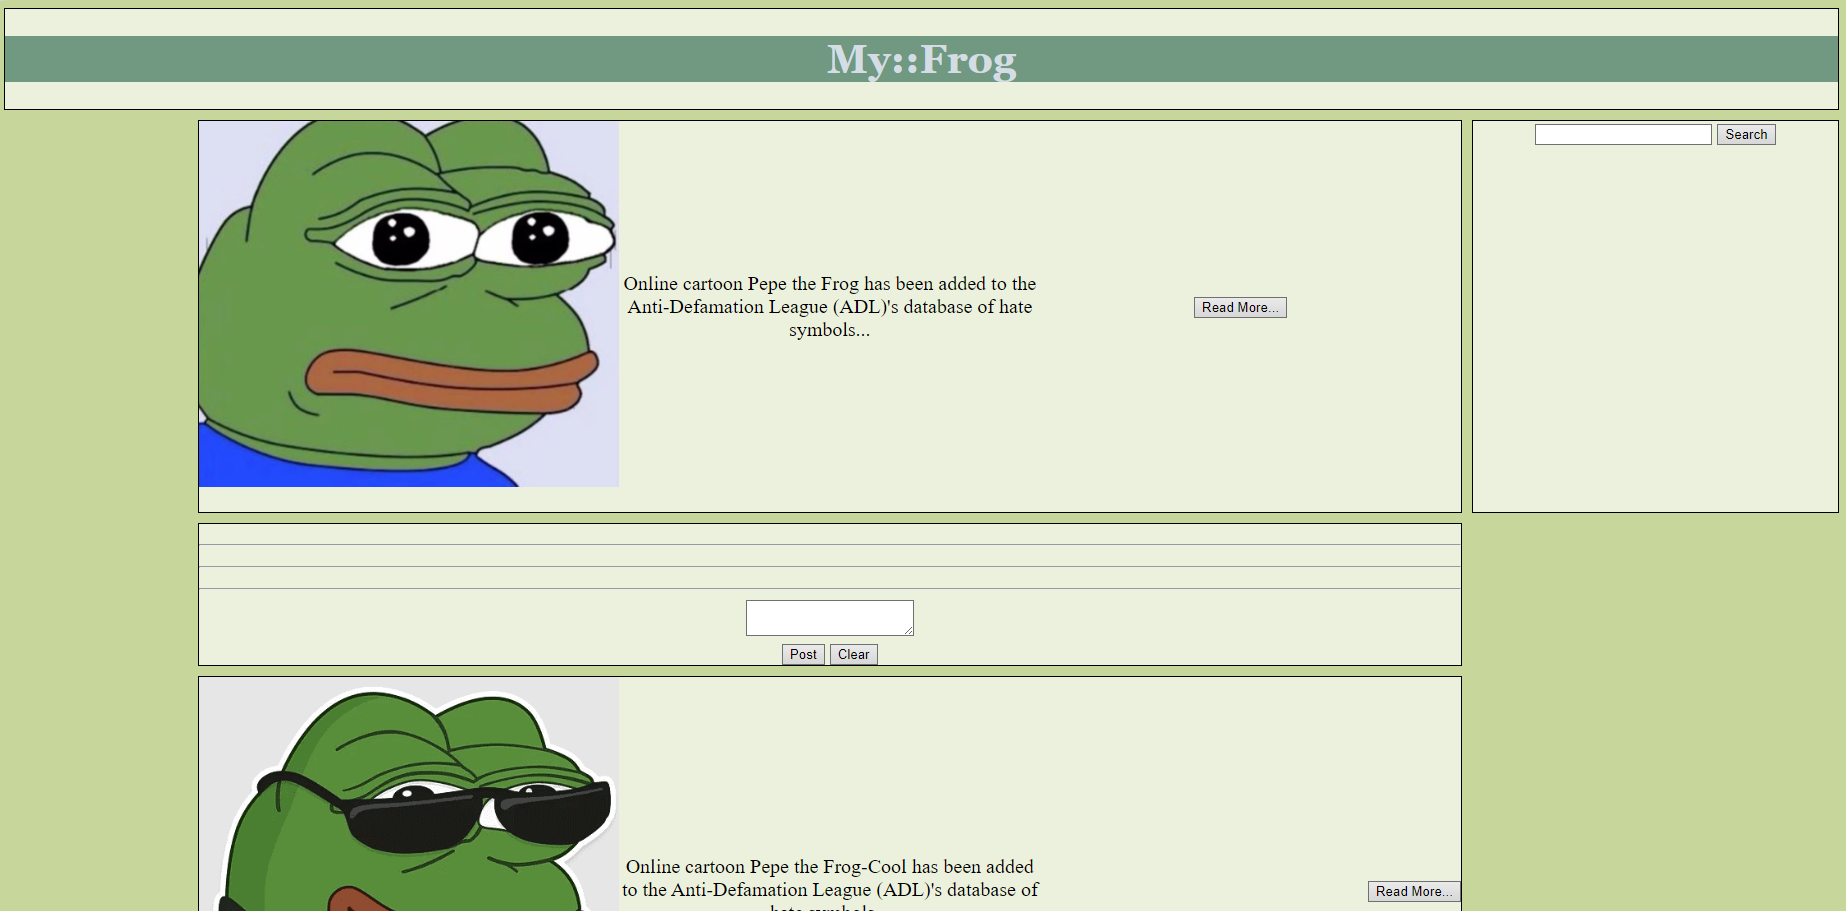 My::Frog
Search
Online cartoon Pepe the Frog has been added to the
Anti-Defamation League (ADL)'s database of hate
symbols...
Read More...
Post Clear
Online cartoon Pepe the Frog-Cool has been added
to the Anti-Defamation League (ADL)'s database of
hate symbols
Read More...